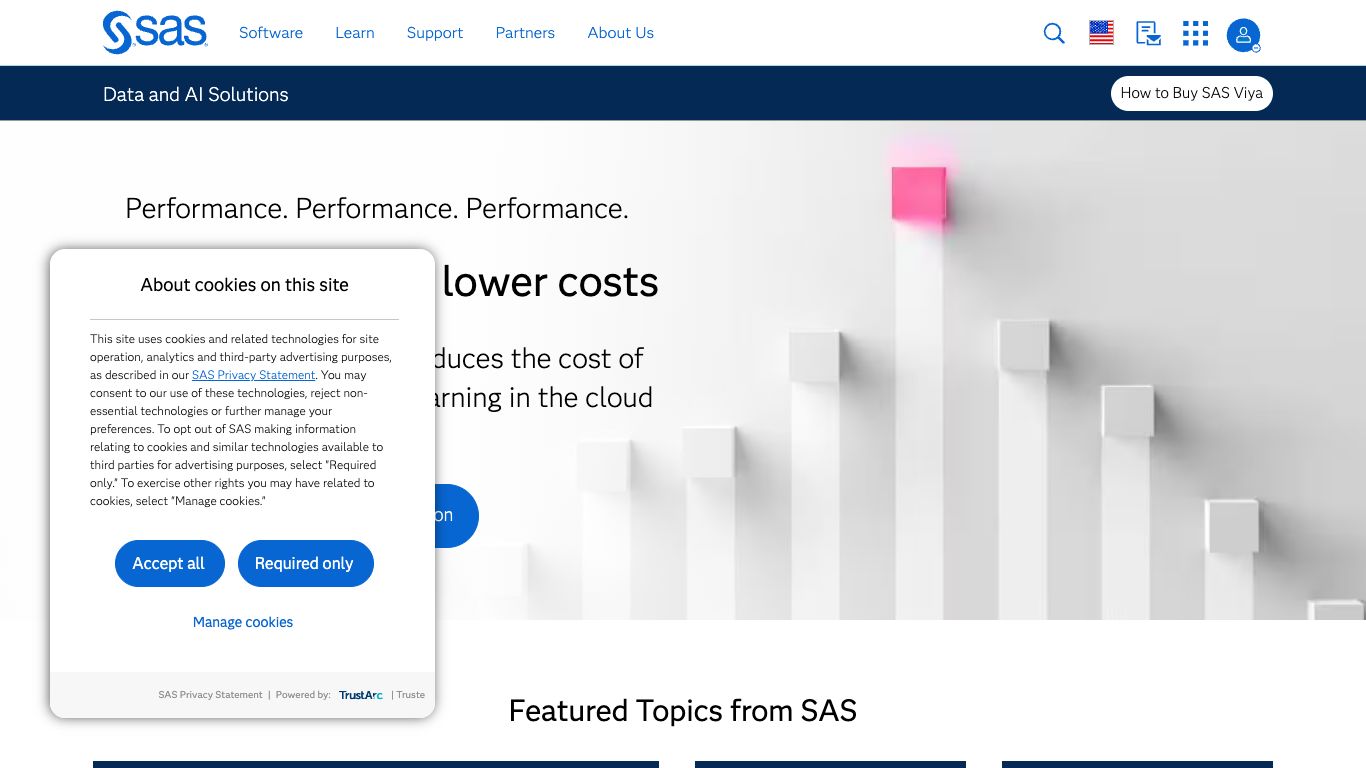 sas
Software
Learn
Support
Partners
About Us
Data and AI Solutions
How to Buy SAS Viya
Performance. Performance. Performance.
lower costs
duces the cost of
arning in the cloud
on
About cookies on this site
This site uses cookies and related technologies for site
operation, analytics and third-party advertising purposes,
as described in our SAS Privacy Statement. You may
consent to our use of these technologies, reject non-
essential technologies or further manage your
preferences. To opt out of SAS making information
relating to cookies and similar technologies available to
third parties for advertising purposes, select "Required
only." To exercise other rights you may have related to
cookies, select "Manage cookies."
Accept all
Required only
Manage cookies
SAS Privacy Statement | Powered by: TrustArc | Truste
Featured Topics from SAS